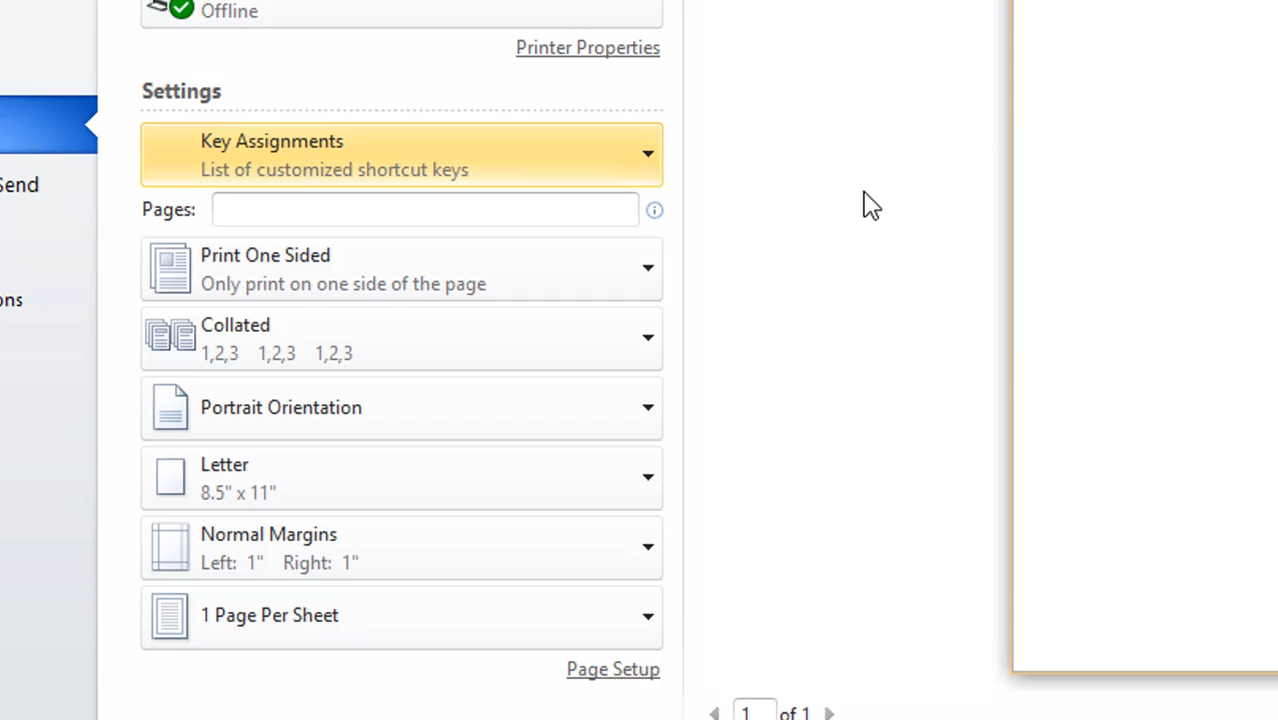 Offline
Printer Properties
Settings
Key Assignments
List of customized shortcut keys
Send
Pages:
Print One Sided
Only print on one side of the page
ons
Collated
1,2,3 1,2,3 1,2,3
Portrait Orientation
Letter
8.5" x 11"
Normal Margins
Left: 1" Right: 1"
1 Page Per Sheet
Page Setup
1 of 1